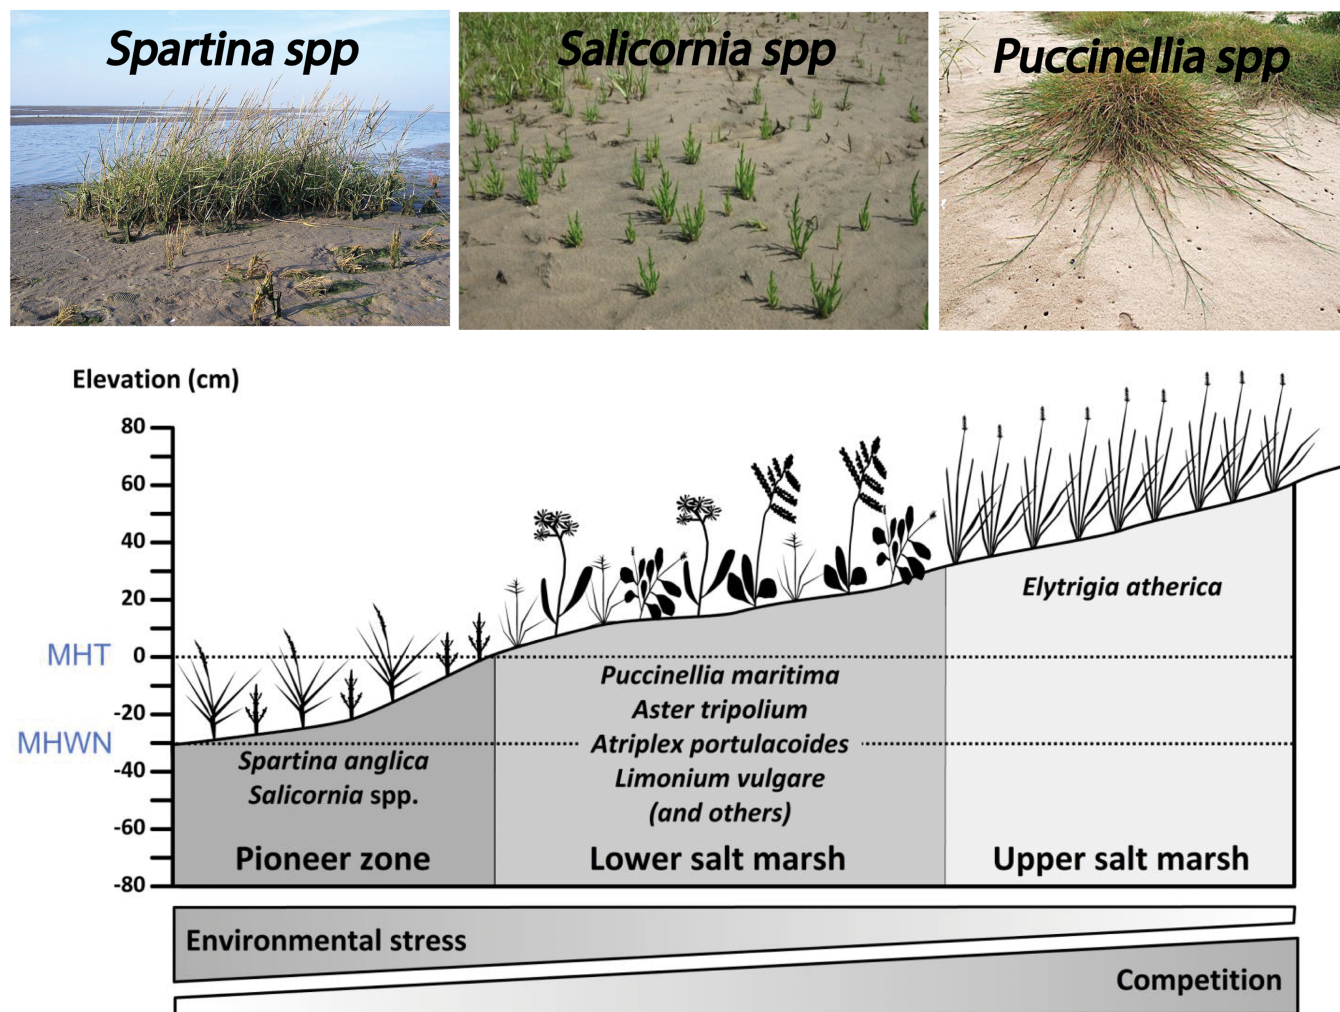 Spartina spp
Salicornia spp
Puccinellia spp
Elevation (cm)
80
60
40
20
MHT
0
-20
MHWN
-40
-60
-80
Spartina anglica
Salicornia spp.
Pioneer zone
Puccinellia maritima
Aster tripolium
Atriplex portulacoides
Limonium vulgare
(and others)
Lower salt marsh
Elytrigia atherica
Upper salt marsh
Environmental stress
Competition